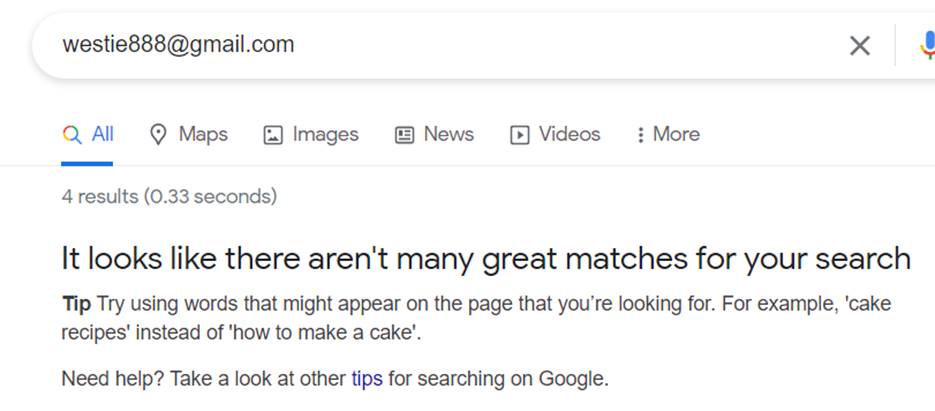 westie888@gmail.com
All Maps Images News Videos More
4 results (0.33 seconds)
It looks like there aren't many great matches for your search
Tip Try using words that might appear on the page that you’re looking for. For example, 'cake
recipes' instead of 'how to make a cake'.
Need help? Take a look at other tips for searching on Google.